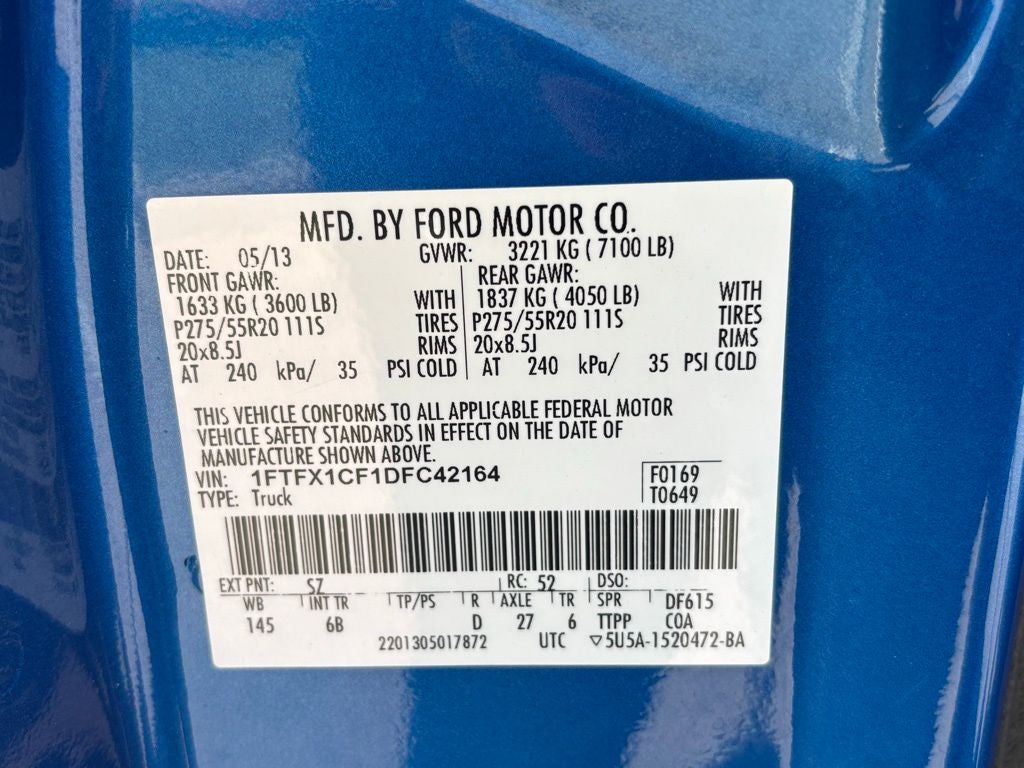 MFD. BY FORD MOTOR CO.
DATE: 05/13 GVWR: 3221 KG ( 7100 LB)
FRONT GAWR: REAR GAWR:
1633 KG ( 3600 LB) WITH 1837 KG ( 4050 LB) WITH
P275/55R20 111S TIRES P275/55R20 111S TIRES
20x8.5J RIMS 20x8.5J RIMS
AT 240 kPa/ 35 PSI COLD AT 240 kPa/ 35 PSI COLD
THIS VEHICLE CONFORMS TO ALL APPLICABLE FEDERAL MOTOR
VEHICLE SAFETY STANDARDS IN EFFECT ON THE DATE OF
MANUFACTURE SHOWN ABOVE.
VIN: 1FTFX1CF1DFC42164 F0169
TYPE: Truck T0649
EXT PNT: SZ RC: 52 DSO:
WB INT TR TP/PS R AXLE TR SPR DF615
145 6B D 27 6 TTPP COA
2201305017872 UTC ▽5U5A-1520472-BA